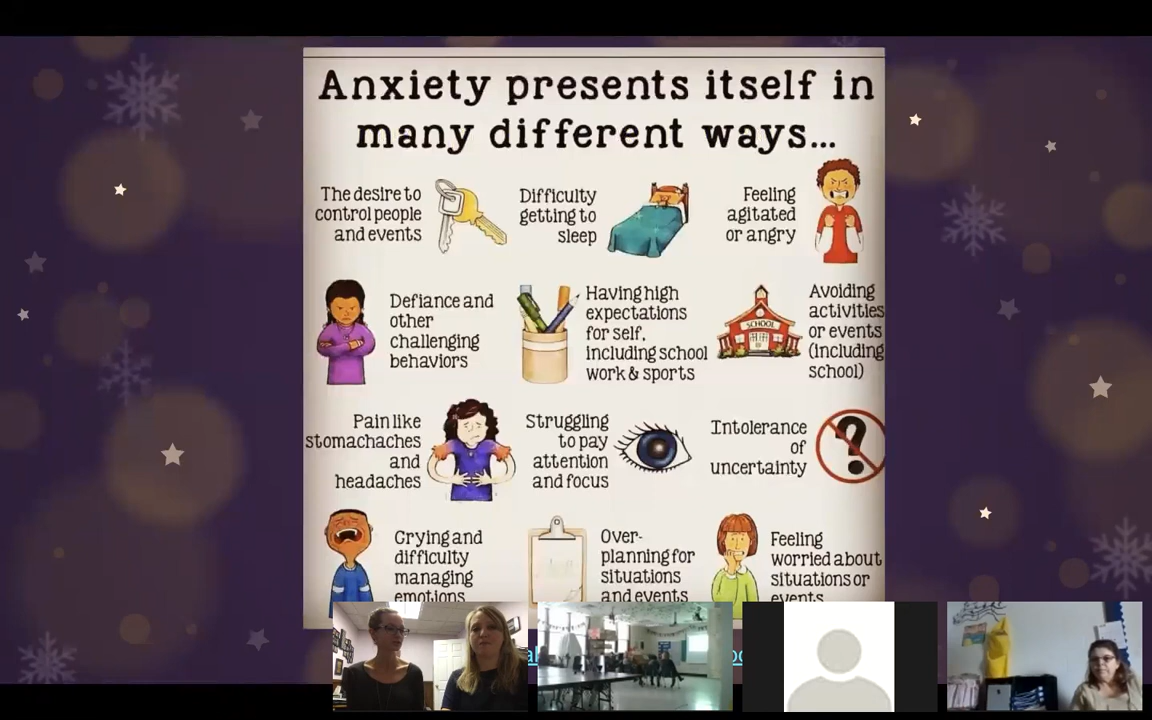 Anxiety presents itself in
many different ways...
The desire to
control people
and events
Difficulty
getting to
sleep
Feeling
agitated
or angry
Defiance and
other
challenging
behaviors
Having high
expectations
for self,
including school
work & sports
SCHOOL
Avoiding
activities
or events
(including
school)
Pain like
stomachaches
and
headaches
Struggling
to pay
attention
and focus
Intolerance
of
uncertainty
?
Crying and
difficulty
managing
emotions
Over-
planning for
situations
and events
Feeling
worried about
situations or
events